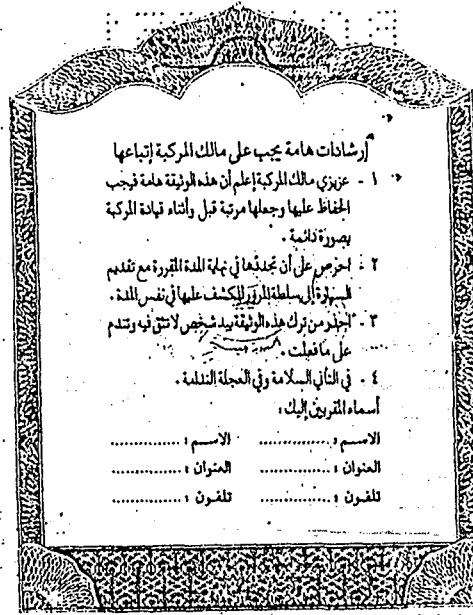 إرشادات هامة يجب على مالك المركبة إتباعها
١ - عزيزي مالك المركبة إعلم أن هذه الوثيقة هامة فيجب
الحفاظ عليها وجعلها مرتبة قبل وأثناء قيادة المركبة
بصورة دائمة .
٢ - احرص على أن تجددها في نهاية المدة المقررة مع تقديم
السيارة إلى سلطة المرور للكشف عليها في نفس المدة .
٣ - احذر من ترك هذه الوثيقة بيد شخص لا تثق فيه وتندم
على ما فعلت .
٤ - في التأني السلامة وفي العجلة الندامة .
أسماء المقربين إليك :
الاسم : ................ الاسم : ................
العنوان : ................ العنوان : ................
تلفون : ................ تلفون : ................